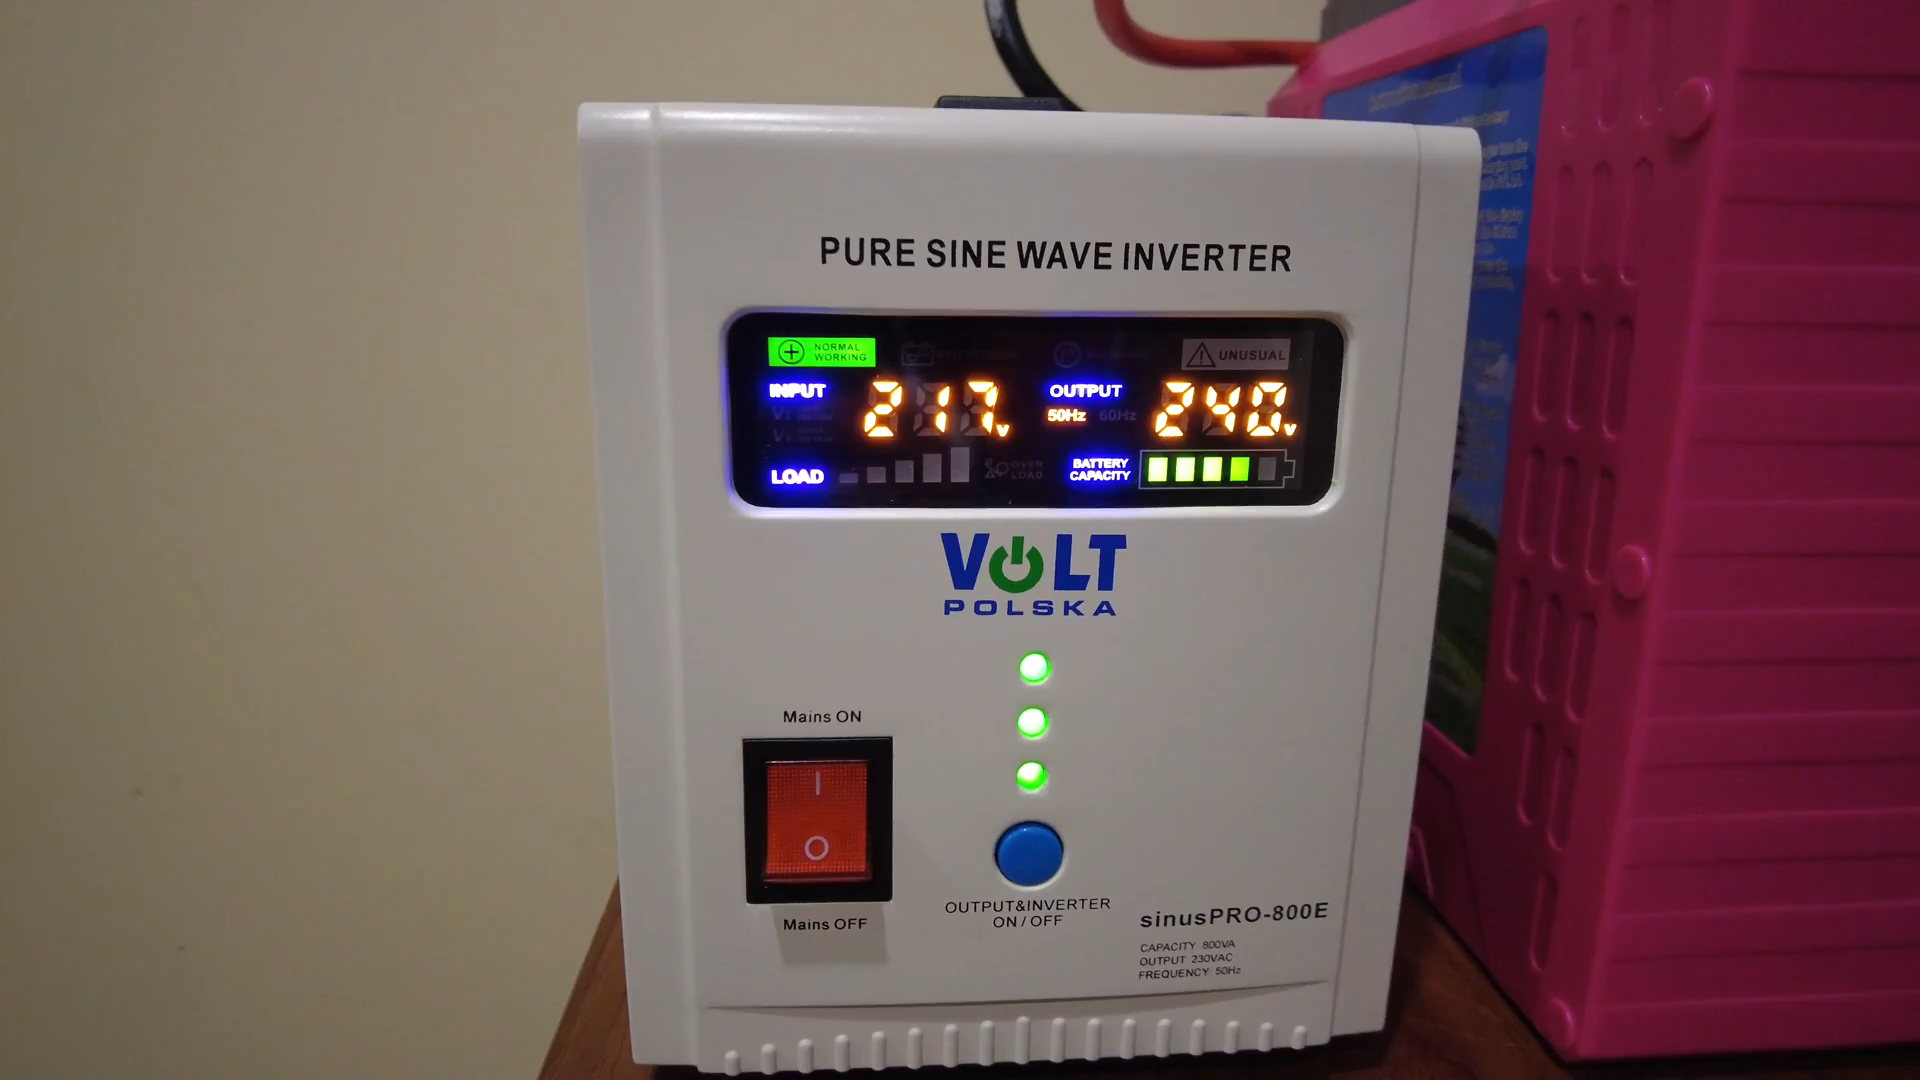 PURE SINE WAVE INVERTER
NORMAL
WORKING
UNUSUAL
INPUT
217v
OUTPUT
50Hz 60Hz
240v
LOAD
OVER
LOAD
BATTERY
CAPACITY
VOLT
POLSKA
Mains ON
I
O
Mains OFF
OUTPUT&INVERTER
ON / OFF
sinusPRO-800E
CAPACITY 800VA
OUTPUT 230VAC
FREQUENCY 50Hz